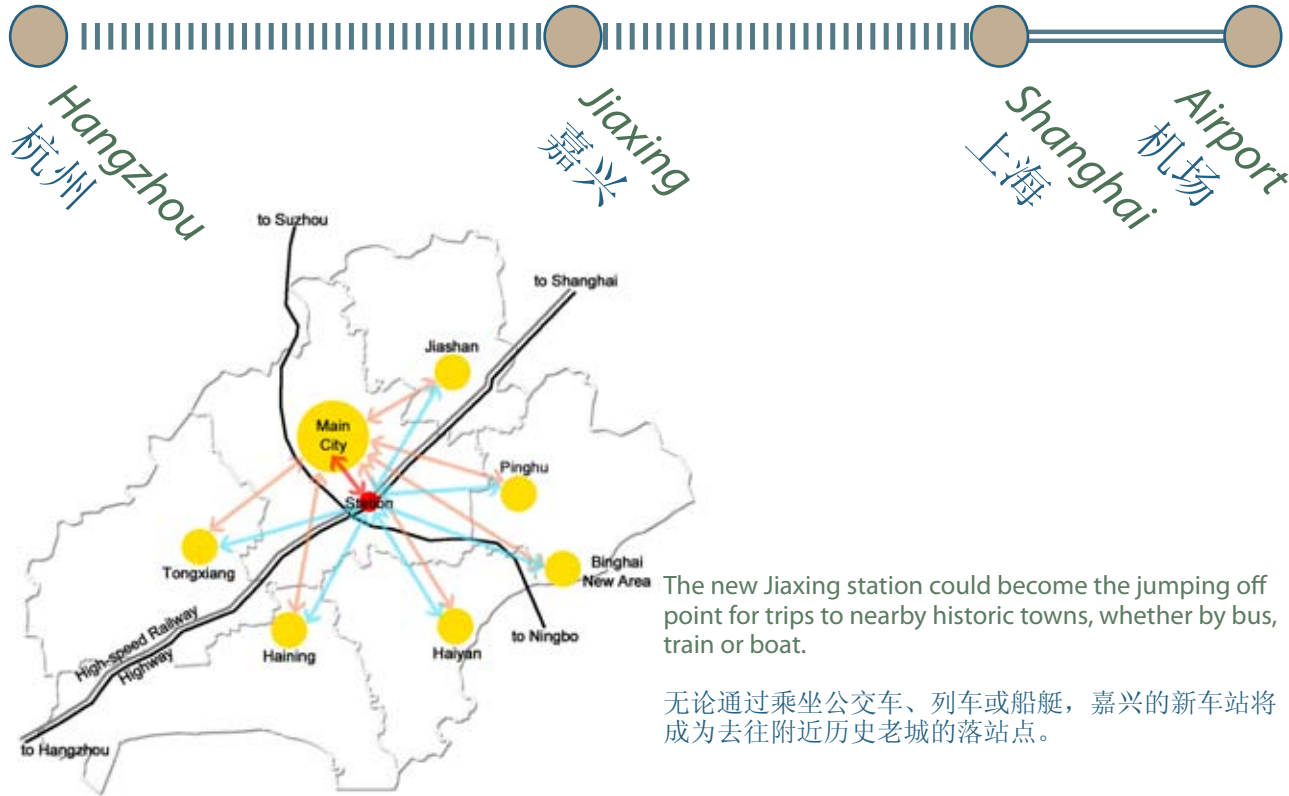 Hangzhou
杭州
Jiaxing
嘉兴
Shanghai
上海
Airport
机场
to Suzhou
to Shanghai
Jiashan
Main
City
Pinghu
Station
Tongxiang
Binghai
New Area
High-speed Railway
Highway
Haining
Haiyan
to Ningbo
to Hangzhou
The new Jiaxing station could become the jumping off
point for trips to nearby historic towns, whether by bus,
train or boat.
无论通过乘坐公交车、列车或船艇，嘉兴的新车站将
成为去往附近历史老城的落站点。